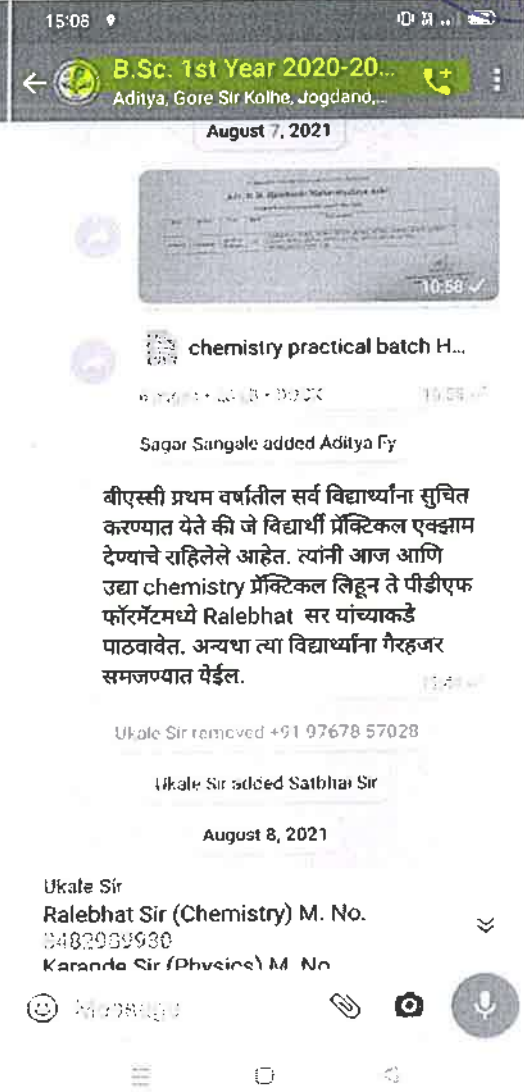 15:08
B.Sc. 1st Year 2020-20...
Aditya, Gore Sir Kolhe, Jogdand,...
August 7, 2021
10:58
chemistry practical batch H...
Sagar Sangale added Aditya Fy
बीएस्सी प्रथम वर्षातील सर्व विद्यार्थ्यांना सुचित
करण्यात येते की जे विद्यार्थी प्रॅक्टिकल एक्झाम
देण्याचे राहिलेले आहेत. त्यांनी आज आणि
उद्या chemistry प्रॅक्टिकल लिहून ते पीडीएफ
फॉरमॅटमध्ये Ralebhat सर यांच्याकडे
पाठवावेत. अन्यथा त्या विद्यार्थ्यांना गैरहजर
समजण्यात येईल.
Ukale Sir removed +91 97678 57028
Ukale Sir added Satbhai Sir
August 8, 2021
Ukale Sir
Ralebhat Sir (Chemistry) M. No.
Karande Sir (Physics) M. No